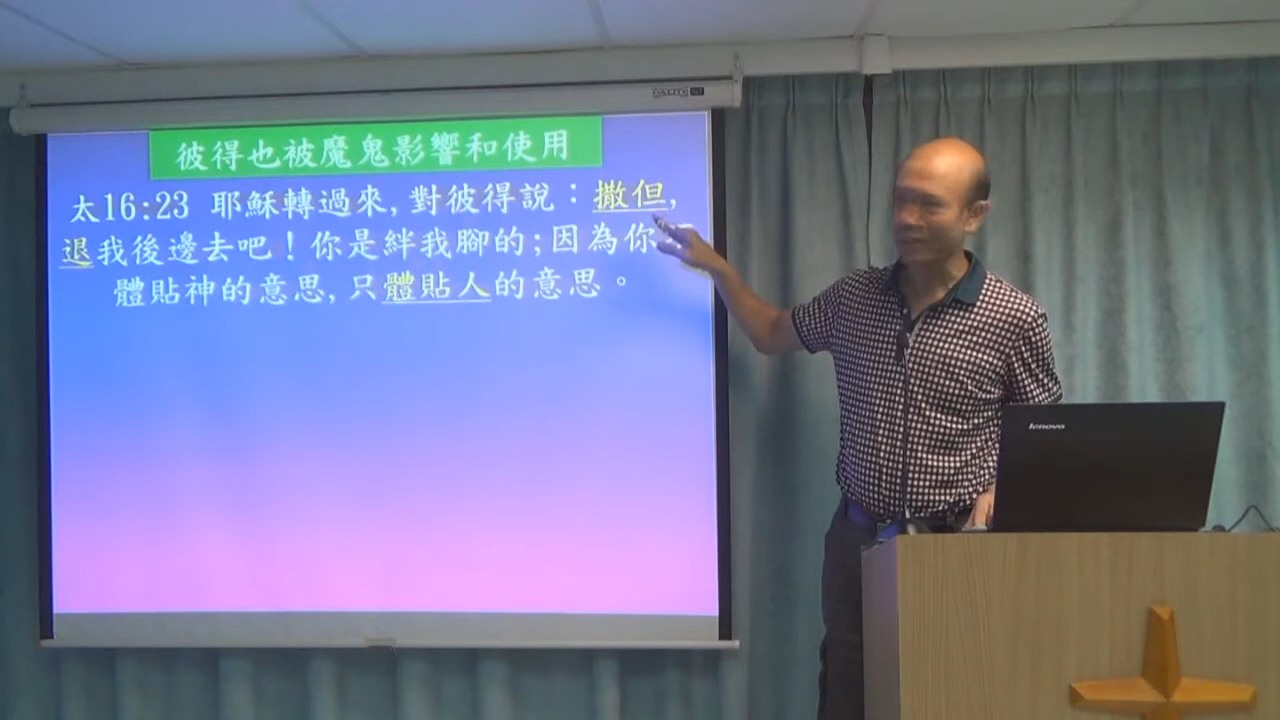 彼得也被魔鬼影響和使用
太16:23 耶穌轉過來,對彼得說：撒但,
退我後邊去吧！你是絆我腳的;因為你
體貼神的意思,只體貼人的意思。
lenovo